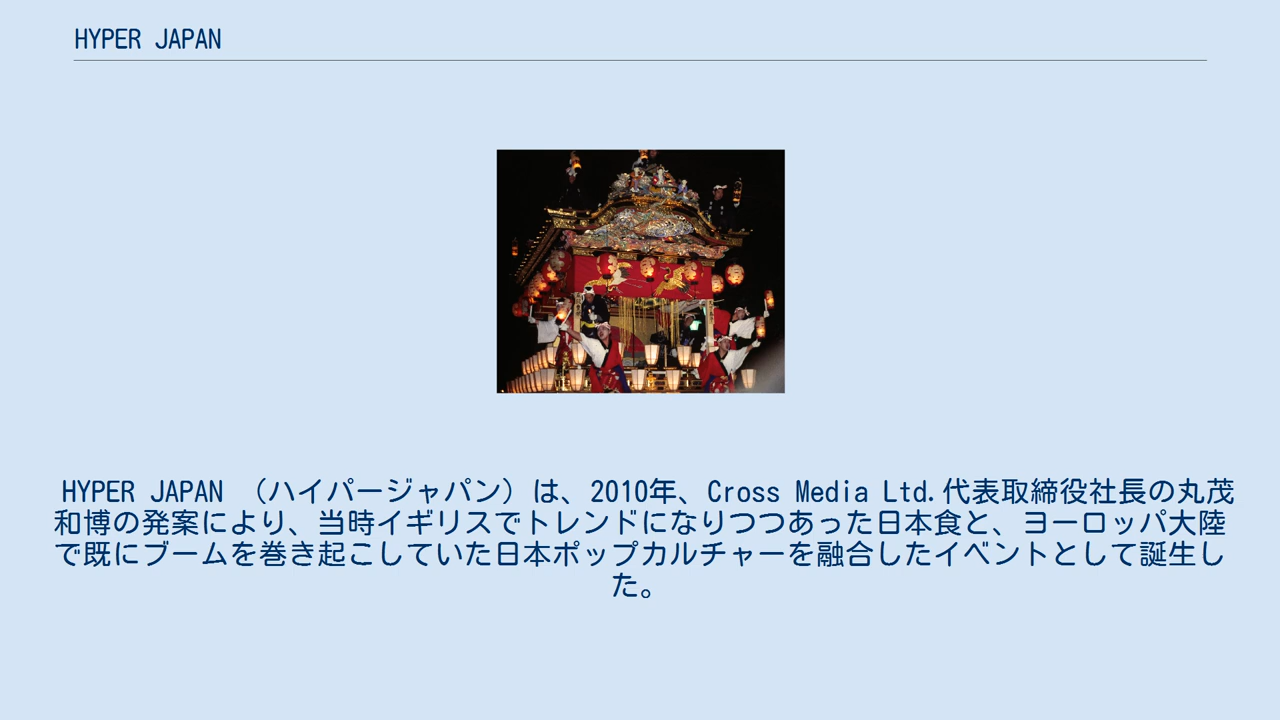 HYPER JAPAN
HYPER JAPAN （ハイパージャパン）は、2010年、Cross Media Ltd.代表取締役社長の丸茂
和博の発案により、当時イギリスでトレンドになりつつあった日本食と、ヨーロッパ大陸
で既にブームを巻き起こしていた日本ポップカルチャーを融合したイベントとして誕生し
た。